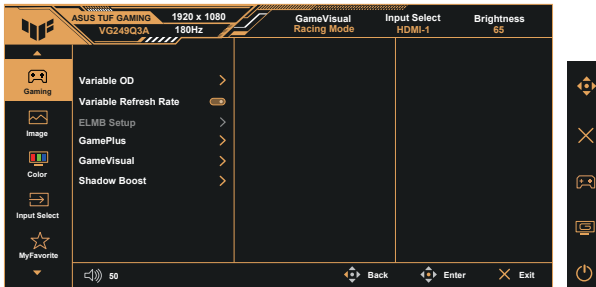 ASUS TUF GAMING 1920 x 1080
VG249Q3A 180Hz
GameVisual
Racing Mode
Input Select
HDMI-1
Brightness
65
Gaming
Image
Color
Input Select
MyFavorite
Variable OD
Variable Refresh Rate
ELMB Setup
GamePlus
GameVisual
Shadow Boost
50
Back
Enter
Exit